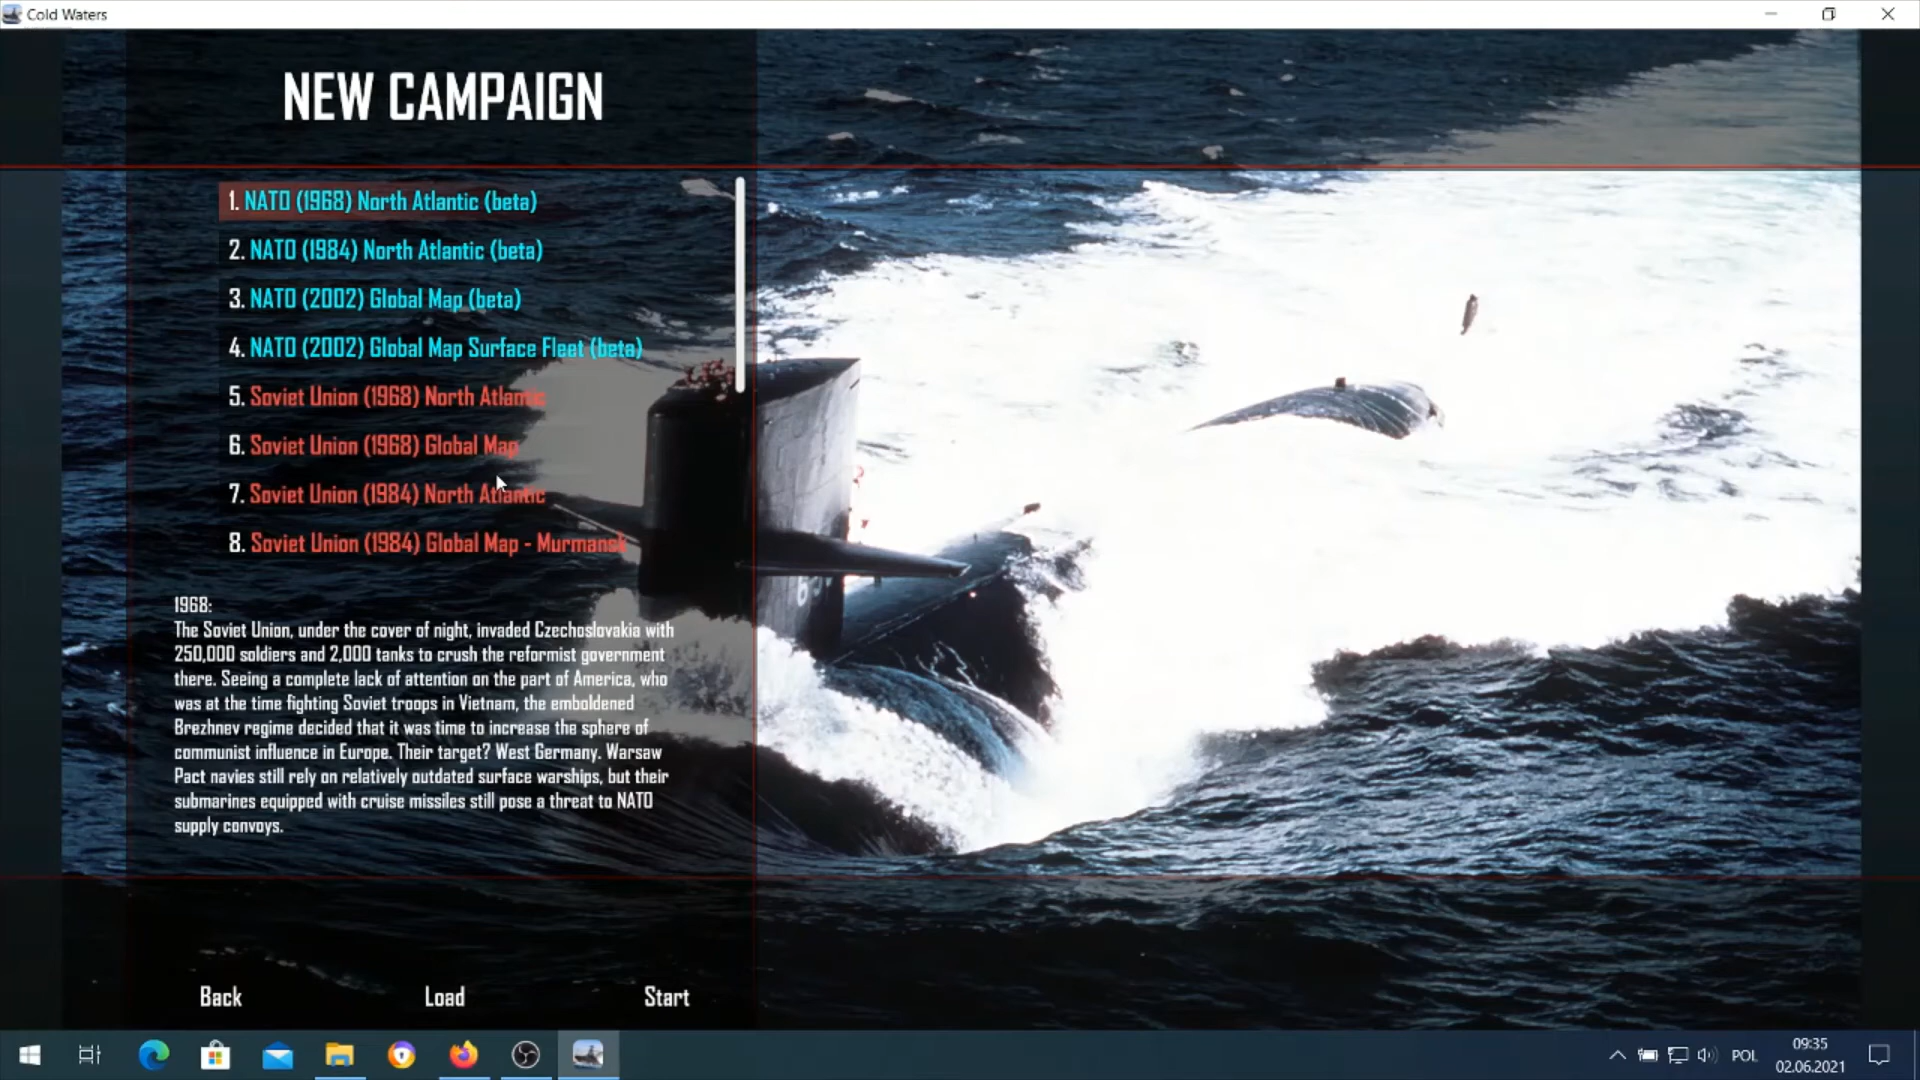 Cold Waters
NEW CAMPAIGN
1. NATO (1968) North Atlantic (beta)
2. NATO (1984) North Atlantic (beta)
3. NATO (2002) Global Map (beta)
4. NATO (2002) Global Map Surface Fleet (beta)
5. Soviet Union (1968) North Atlantic
6. Soviet Union (1968) Global Map
7. Soviet Union (1984) North Atlantic
8. Soviet Union (1984) Global Map - Murmansk
1968:
The Soviet Union, under the cover of night, invaded Czechoslovakia with
250,000 soldiers and 2,000 tanks to crush the reformist government
there. Seeing a complete lack of attention on the part of America, who
was at the time fighting Soviet troops in Vietnam, the emboldened
Brezhnev regime decided that it was time to increase the sphere of
communist influence in Europe. Their target? West Germany. Warsaw
Pact navies still rely on relatively outdated surface warships, but their
submarines equipped with cruise missiles still pose a threat to NATO
supply convoys.
Back Load Start
POL
09:35
02.06.2021